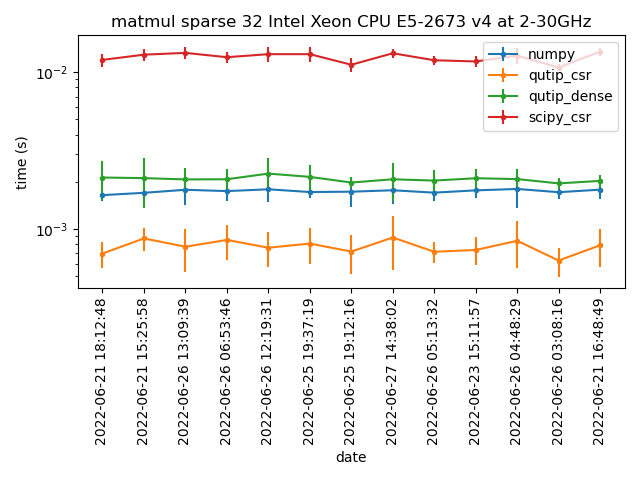 matmul sparse 32 Intel Xeon CPU E5-2673 v4 at 2-30GHz
numpy
qutip_csr
qutip_dense
scipy_csr
time (s)
10⁻²
10⁻³
2022-06-21 18:12:48
2022-06-21 15:25:58
2022-06-26 13:09:39
2022-06-26 06:53:46
2022-06-26 12:19:31
2022-06-25 19:37:19
2022-06-25 19:12:16
2022-06-27 14:38:02
2022-06-26 05:13:32
2022-06-23 15:11:57
2022-06-26 04:48:29
2022-06-26 03:08:16
2022-06-21 16:48:49
date